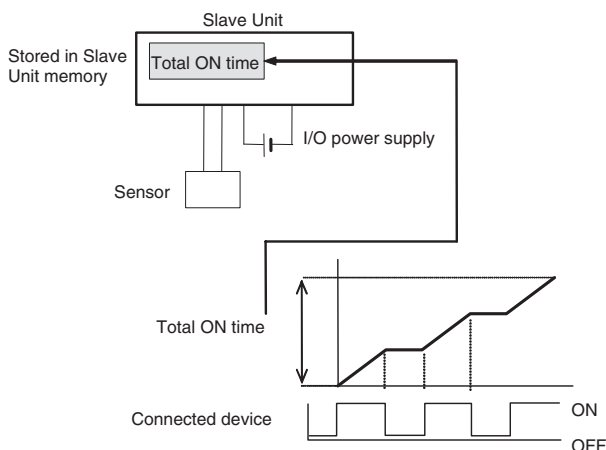 Slave Unit
Stored in Slave
Unit memory
Total ON time
I/O power supply
Sensor
Total ON time
Connected device
ON
OFF